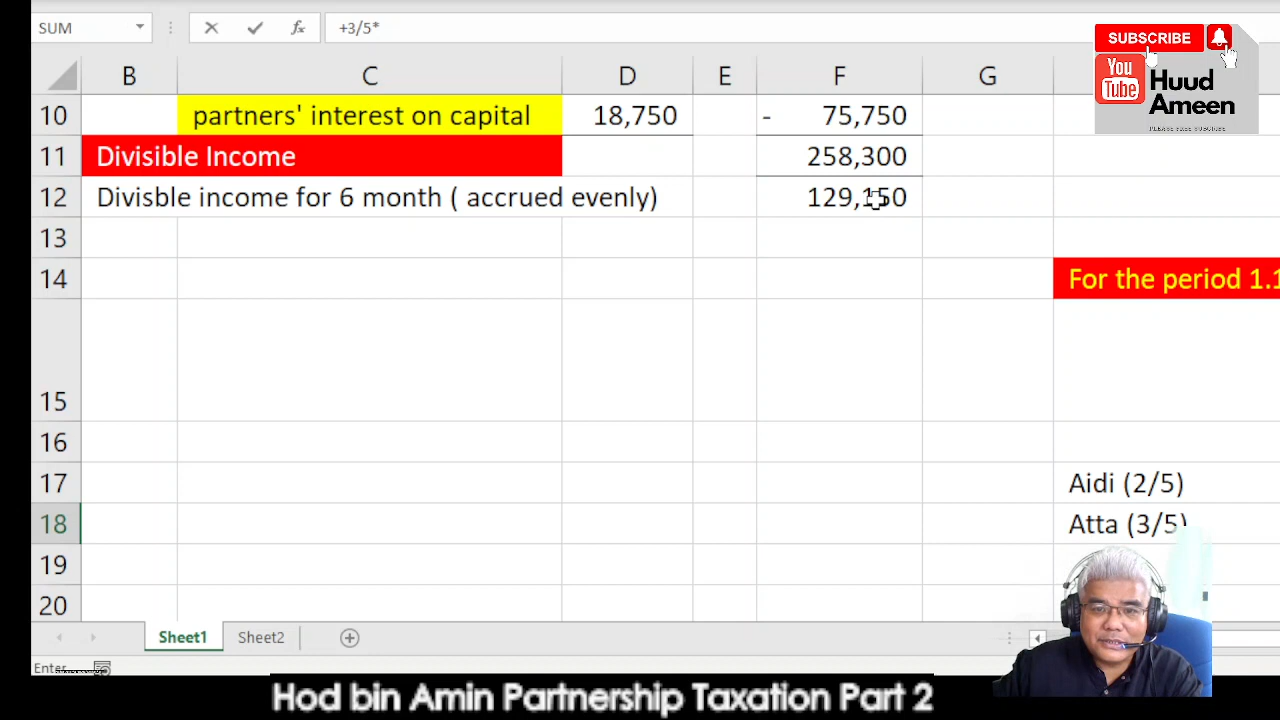 SUM
+3/5*
SUBSCRIBE
You
Tube
Huud
Ameen
PLEASE FREE SUBCRIBE
B C D E F G
10 partners' interest on capital 18,750 - 75,750
11 Divisible Income 258,300
12 Divisble income for 6 month ( accrued evenly) 129,150
13
14 For the period 1.1
15
16
17 Aidi (2/5)
18 Atta (3/5)
19
20
Sheet1 Sheet2
Enter
Hod bin Amin Partnership Taxation Part 2